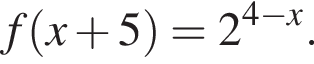 f(x + 5) = 2^{4−x}.